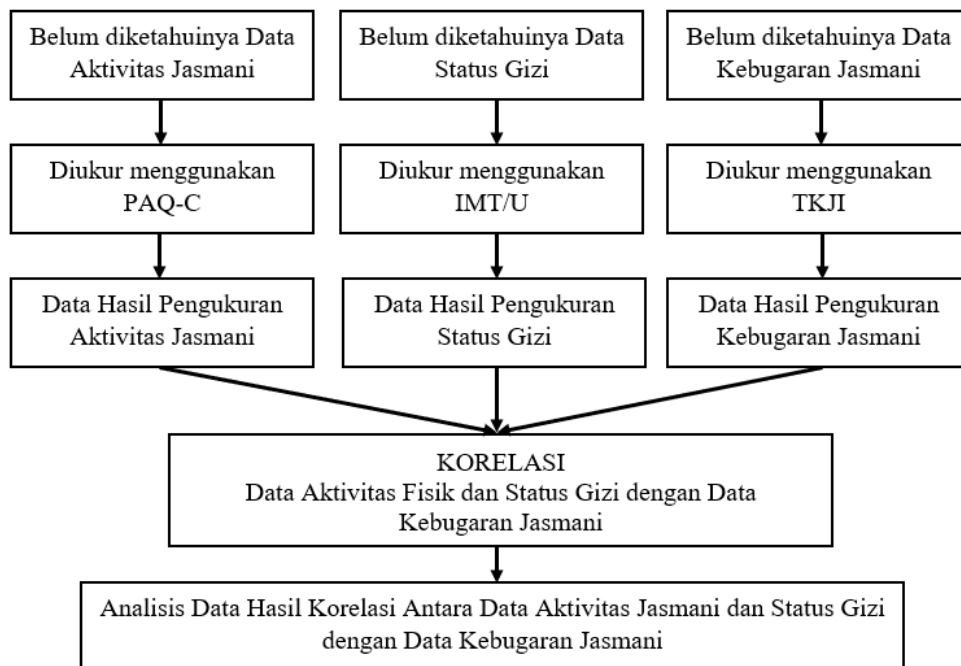 Belum diketahuinya Data
Aktivitas Jasmani
Belum diketahuinya Data
Status Gizi
Belum diketahuinya Data
Kebugaran Jasmani
Diukur menggunakan
PAQ-C
Diukur menggunakan
IMT/U
Diukur menggunakan
TKJI
Data Hasil Pengukuran
Aktivitas Jasmani
Data Hasil Pengukuran
Status Gizi
Data Hasil Pengukuran
Kebugaran Jasmani
KORELASI
Data Aktivitas Fisik dan Status Gizi dengan Data
Kebugaran Jasmani
Analisis Data Hasil Korelasi Antara Data Aktivitas Jasmani dan Status Gizi
dengan Data Kebugaran Jasmani